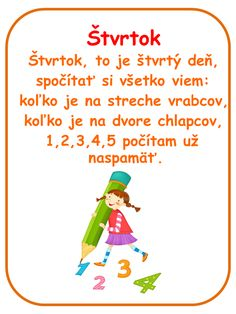 Štvrtok
Štvrtok, to je štvrtý deň,
spočítať si všetko viem:
koľko je na streche vrabcov,
koľko je na dvore chlapcov,
1,2,3,4,5 počítam už
naspamäť.
1 2 3 4